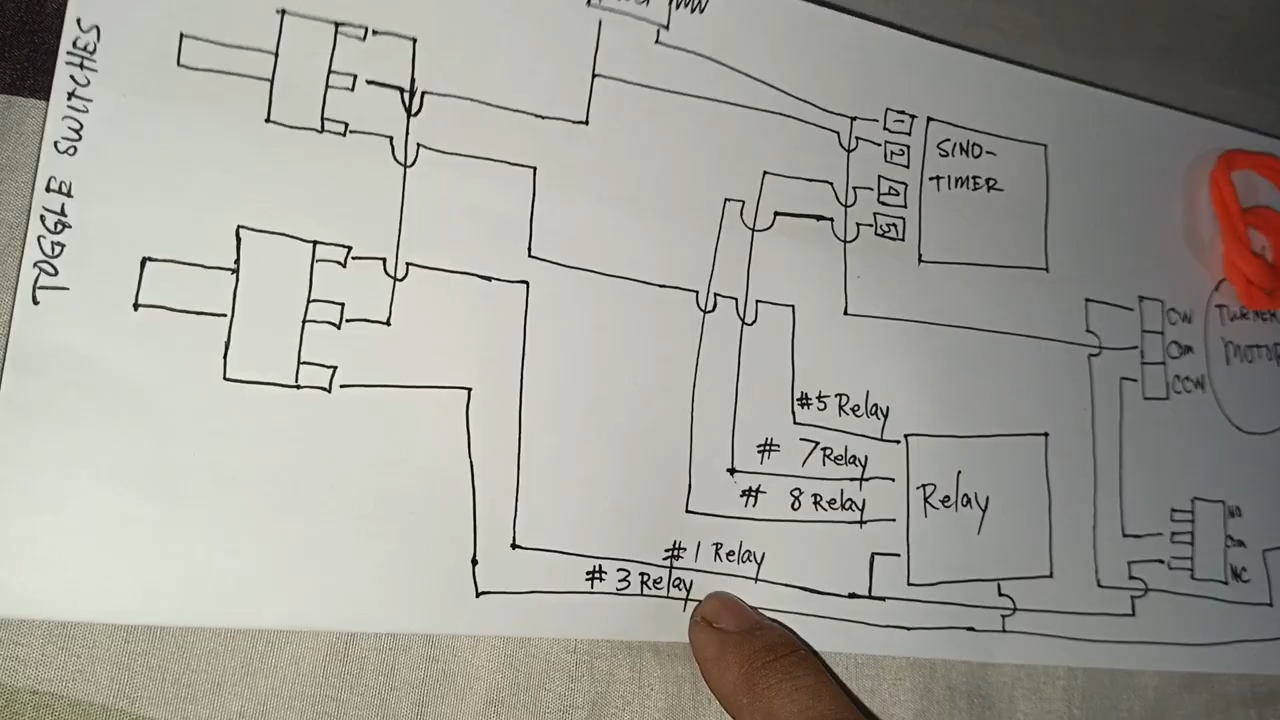 TOGGLE SWITCHES
1
2
4
5
SINO-
TIMER
CW
Com
CCW
MOTOR
#5 Relay
# 7 Relay
# 8 Relay
Relay
#1 Relay
#3 Relay
NO
Com
NC